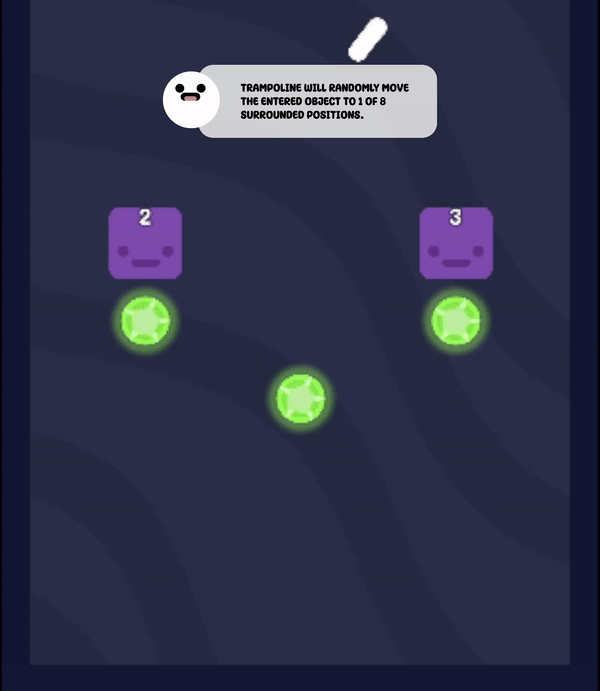 TRAMPOLINE WILL RANDOMLY MOVE
THE ENTERED OBJECT TO 1 OF 8
SURROUNDED POSITIONS.
2
3